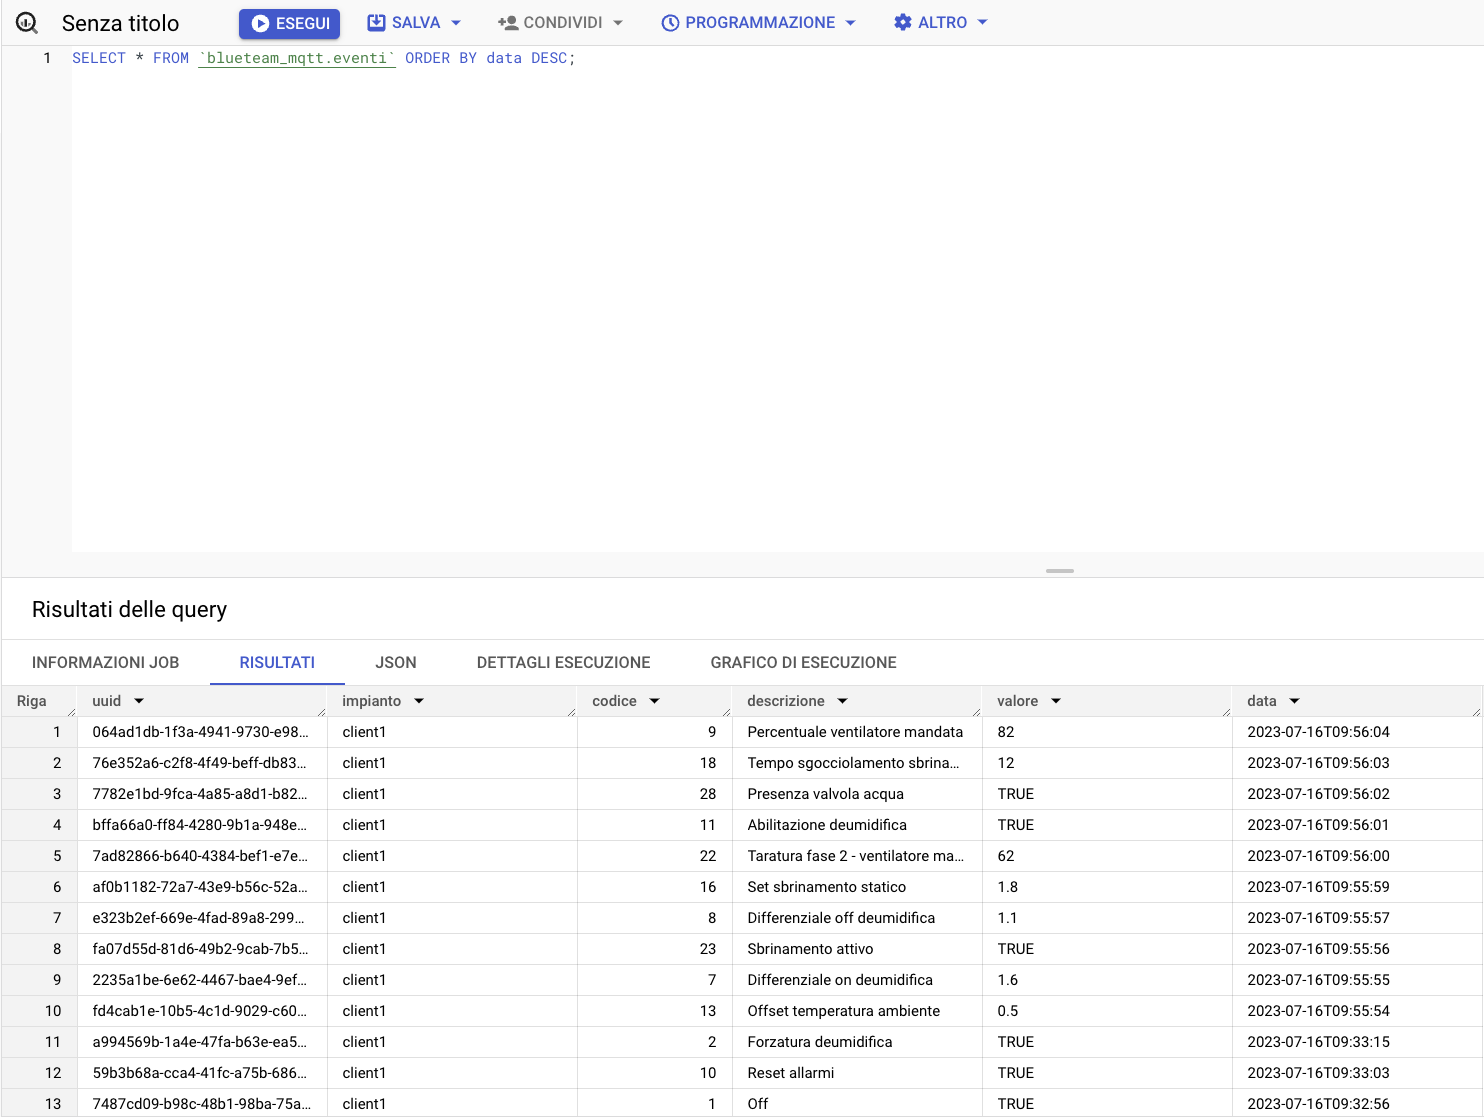 Senza titolo ESEGUI SALVA CONDIVIDI PROGRAMMAZIONE ALTRO
1 SELECT * FROM `blueteam_mqtt.eventi` ORDER BY data DESC;
Risultati delle query
INFORMAZIONI JOB RISULTATI JSON DETTAGLI ESECUZIONE GRAFICO DI ESECUZIONE
Riga uuid impianto codice descrizione valore data
1 064ad1db-1f3a-4941-9730-e98... client1 9 Percentuale ventilatore mandata 82 2023-07-16T09:56:04
2 76e352a6-c2f8-4f49-beff-db83... client1 18 Tempo sgocciolamento sbrina... 12 2023-07-16T09:56:03
3 7782e1bd-9fca-4a85-a8d1-b82... client1 28 Presenza valvola acqua TRUE 2023-07-16T09:56:02
4 bffa66a0-ff84-4280-9b1a-948e... client1 11 Abilitazione deumidifica TRUE 2023-07-16T09:56:01
5 7ad82866-b640-4384-bef1-e7e... client1 22 Taratura fase 2 - ventilatore ma... 62 2023-07-16T09:56:00
6 af0b1182-72a7-43e9-b56c-52a... client1 16 Set sbrinamento statico 1.8 2023-07-16T09:55:59
7 e323b2ef-669e-4fad-89a8-299... client1 8 Differenziale off deumidifica 1.1 2023-07-16T09:55:57
8 fa07d55d-81d6-49b2-9cab-7b5... client1 23 Sbrinamento attivo TRUE 2023-07-16T09:55:56
9 2235a1be-6e62-4467-bae4-9ef... client1 7 Differenziale on deumidifica 1.6 2023-07-16T09:55:55
10 fd4cab1e-10b5-4c1d-9029-c60... client1 13 Offset temperatura ambiente 0.5 2023-07-16T09:55:54
11 a994569b-1a4e-47fa-b63e-ea5... client1 2 Forzatura deumidifica TRUE 2023-07-16T09:33:15
12 59b3b68a-cca4-41fc-a75b-686... client1 10 Reset allarmi TRUE 2023-07-16T09:33:03
13 7487cd09-b98c-48b1-98ba-75a... client1 1 Off TRUE 2023-07-16T09:32:56